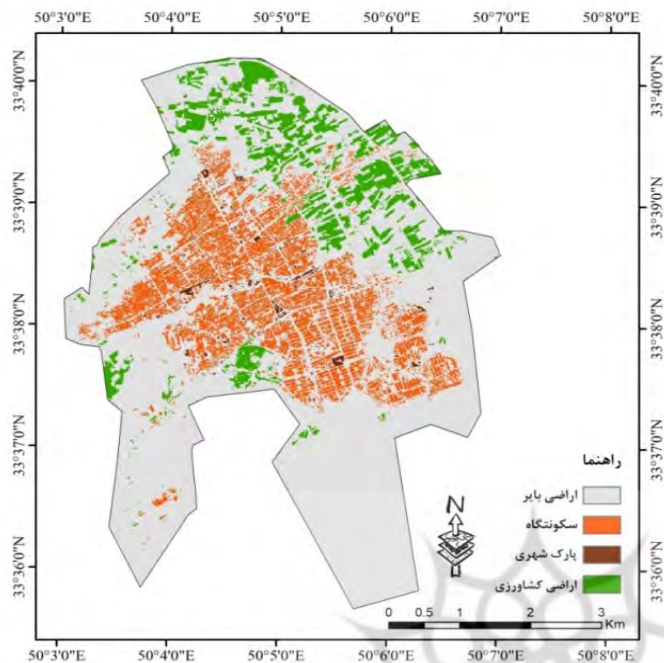 50°3'0"E 50°4'0"E 50°5'0"E 50°6'0"E 50°7'0"E 50°8'0"E
33°40'0"N 33°40'0"N
33°39'0"N 33°39'0"N
33°38'0"N 33°38'0"N
33°37'0"N 33°37'0"N
33°36'0"N 33°36'0"N
راهنما
اراضی بایر
سکونتگاه
پارک شهری
اراضی کشاورزی
N
0 0.5 1 2 3
Km
50°3'0"E 50°4'0"E 50°5'0"E 50°6'0"E 50°7'0"E 50°8'0"E